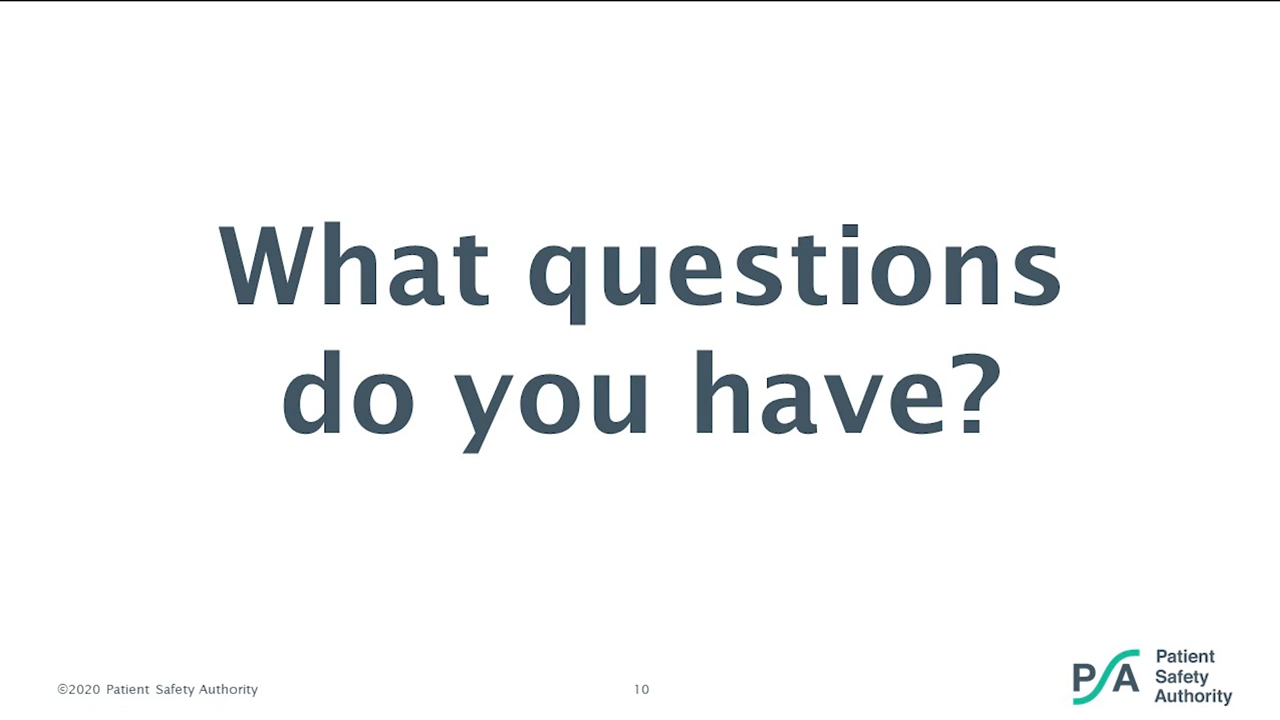 What questions
do you have?
©2020 Patient Safety Authority
10
PSA
Patient
Safety
Authority